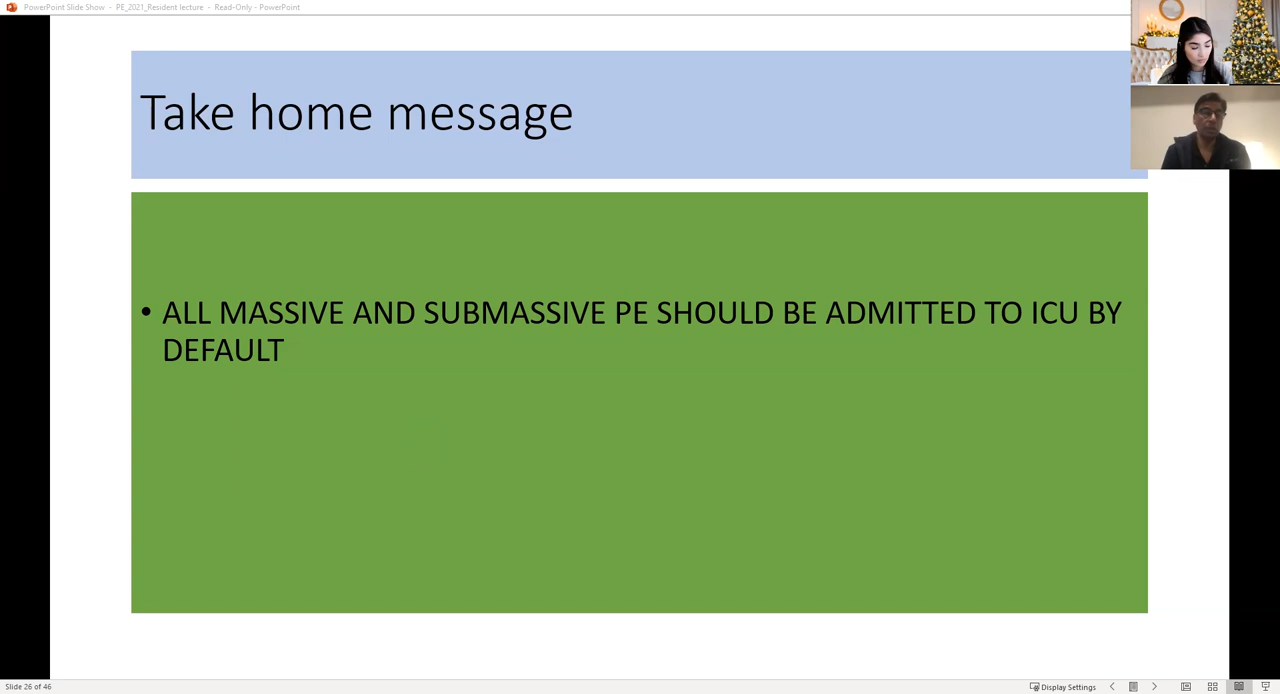 PowerPoint Slide Show - PE_2021_Resident lecture - Read-Only - PowerPoint
Take home message
• ALL MASSIVE AND SUBMASSIVE PE SHOULD BE ADMITTED TO ICU BY
DEFAULT
Slide 26 of 46
Display Settings